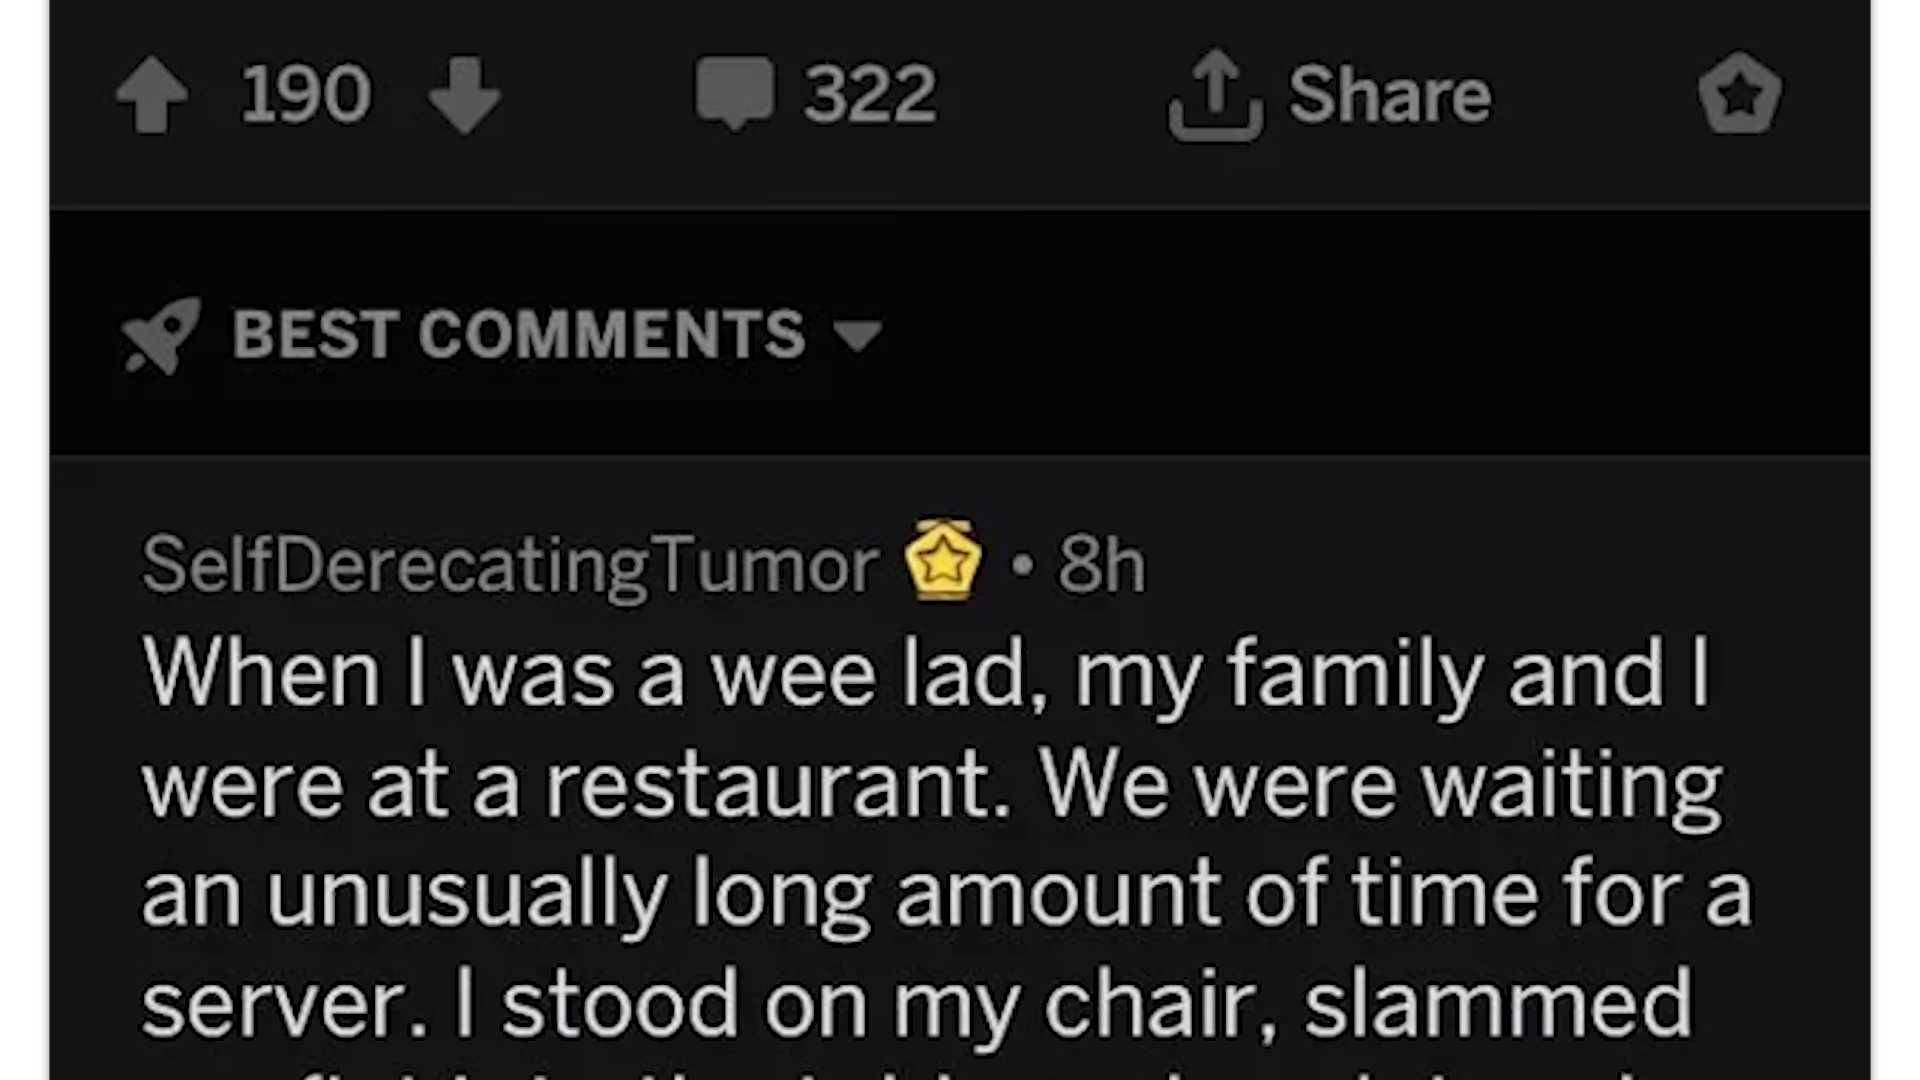 190 322 Share
BEST COMMENTS
SelfDerecatingTumor • 8h
When I was a wee lad, my family and I
were at a restaurant. We were waiting
an unusually long amount of time for a
server. I stood on my chair, slammed